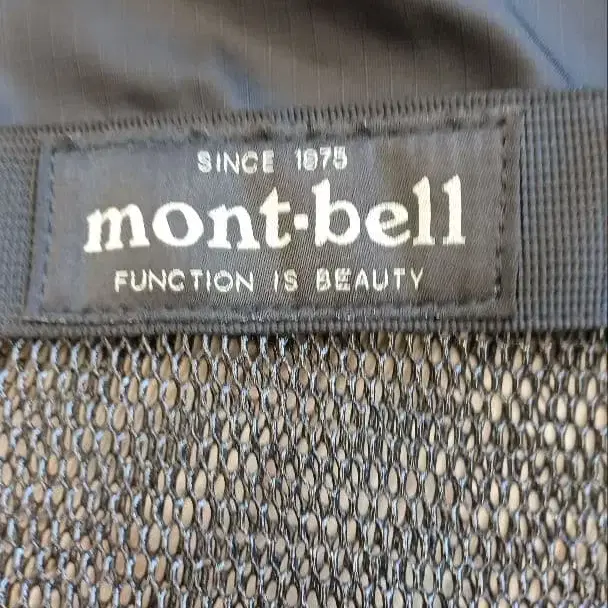 SINCE 1975
mont-bell
FUNCTION IS BEAUTY